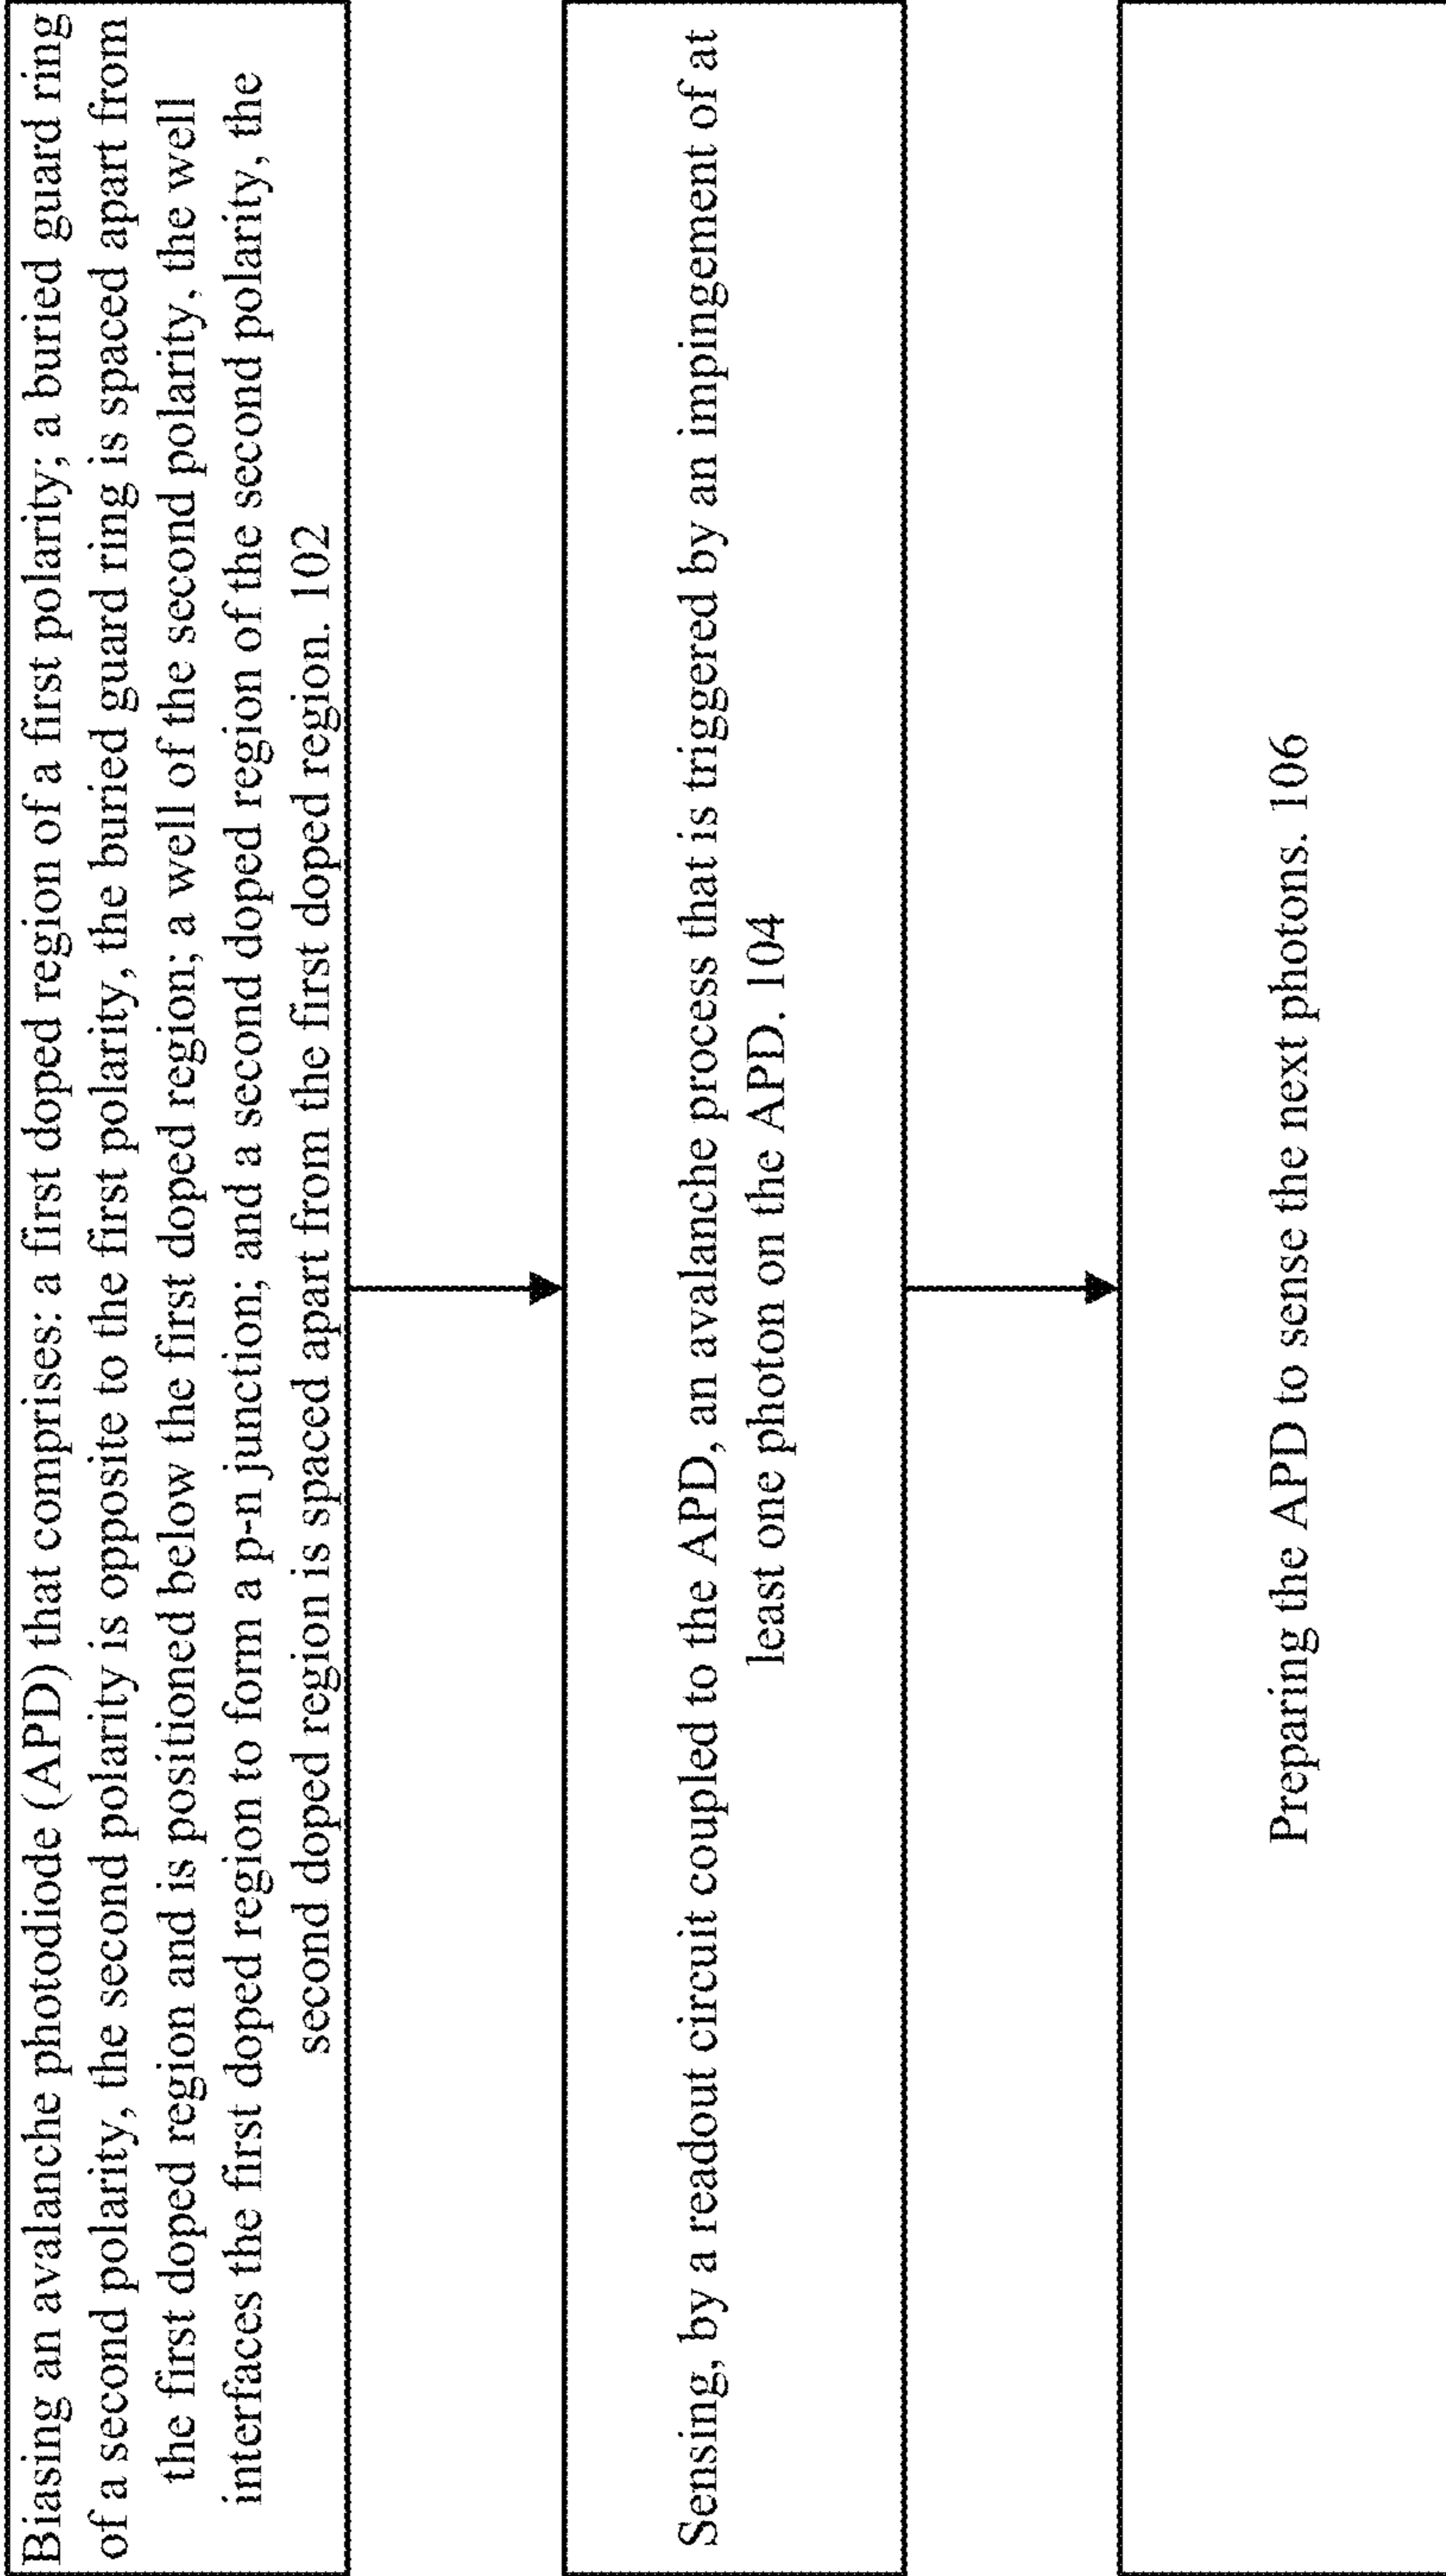 Biasing an avalanche photodiode (APD) that comprises: a first doped region of a first polarity; a buried guard ring
of a second polarity, the second polarity is opposite to the first polarity, the buried guard ring is spaced apart from
the first doped region and is positioned below the first doped region; a well of the second polarity, the well
interfaces the first doped region to form a p-n junction; and a second doped region of the second polarity, the
second doped region is spaced apart from the first doped region. 102
Sensing, by a readout circuit coupled to the APD, an avalanche process that is triggered by an impingement of at
least one photon on the APD. 104
Preparing the APD to sense the next photons. 106